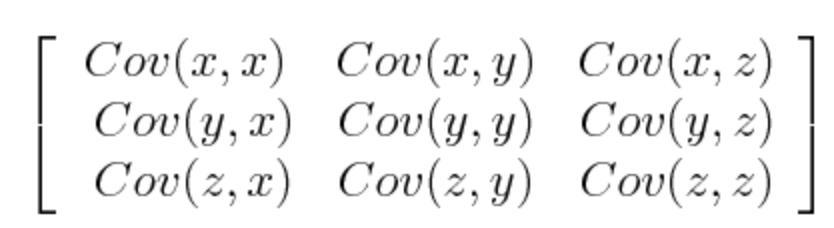 Cov(x, x) Cov(x, y) Cov(x, z)
Cov(y, x) Cov(y, y) Cov(y, z)
Cov(z, x) Cov(z, y) Cov(z, z)